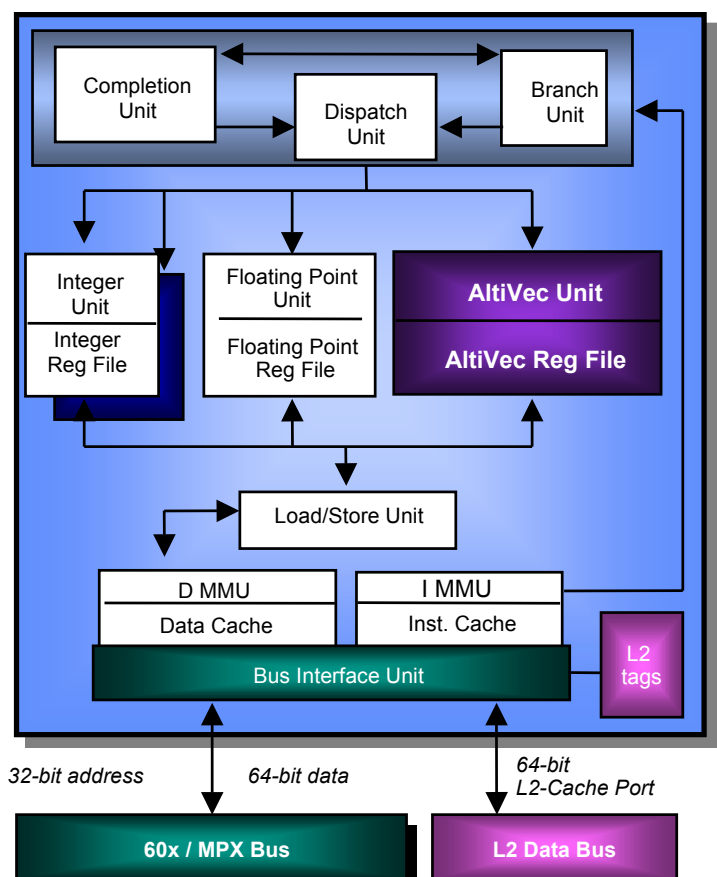 Completion
Unit
Dispatch
Unit
Branch
Unit
Integer
Unit
Integer
Reg File
Floating Point
Unit
Floating Point
Reg File
AltiVec Unit
AltiVec Reg File
Load/Store Unit
D MMU
Data Cache
I MMU
Inst. Cache
Bus Interface Unit
L2
tags
32-bit address
64-bit data
64-bit
L2-Cache Port
60x / MPX Bus
L2 Data Bus